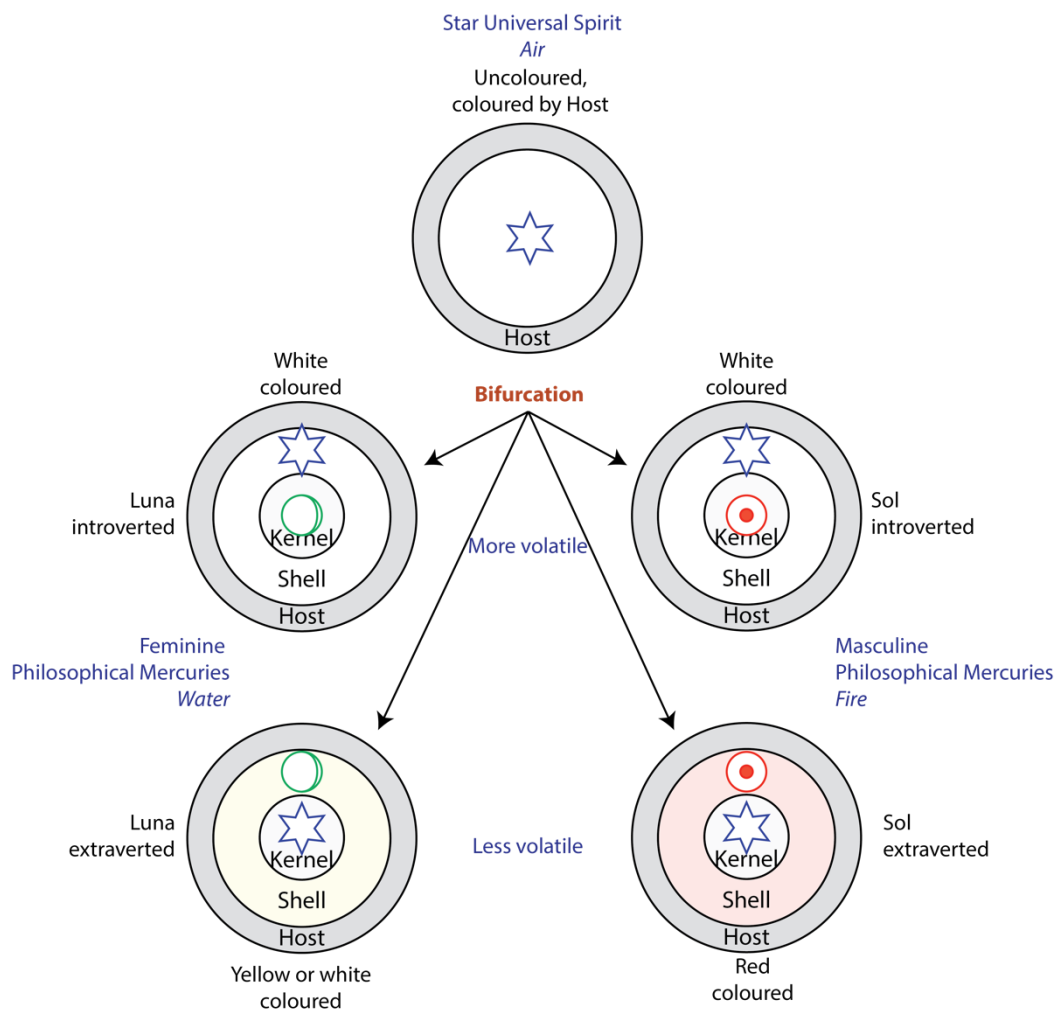 Star Universal Spirit
Air
Uncoloured,
coloured by Host
Host
White
coloured
Bifurcation
White
coloured
Luna
introverted
Kernel
Shell
Host
More volatile
Kernel
Shell
Host
Sol
introverted
Feminine
Philosophical Mercuries
Water
Masculine
Philosophical Mercuries
Fire
Luna
extraverted
Kernel
Shell
Host
Less volatile
Kernel
Shell
Host
Sol
extraverted
Yellow or white
coloured
Red
coloured